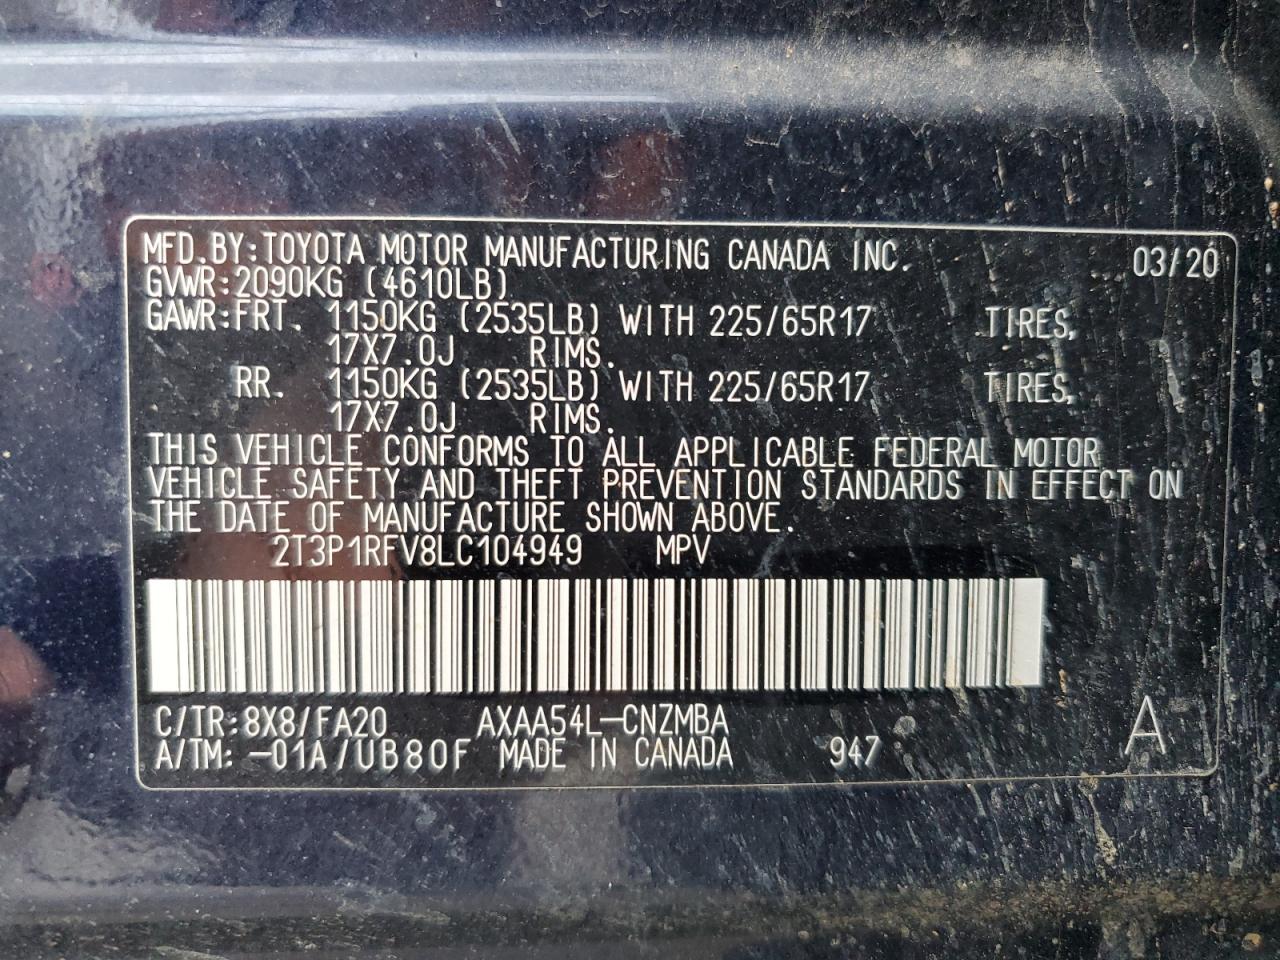 MFD.BY:TOYOTA MOTOR MANUFACTURING CANADA INC. 03/20
GVWR:2090KG (4610LB)
GAWR:FRT. 1150KG (2535LB) WITH 225/65R17 TIRES,
17X7.0J RIMS.
RR. 1150KG (2535LB) WITH 225/65R17 TIRES,
17X7.0J RIMS.
THIS VEHICLE CONFORMS TO ALL APPLICABLE FEDERAL MOTOR
VEHICLE SAFETY AND THEFT PREVENTION STANDARDS IN EFFECT ON
THE DATE OF MANUFACTURE SHOWN ABOVE.
2T3P1RFV8LC104949 MPV
C/TR:8X8/FA20 AXAA54L-CNZMBA A
A/TM:-01A/UB80F MADE IN CANADA 947